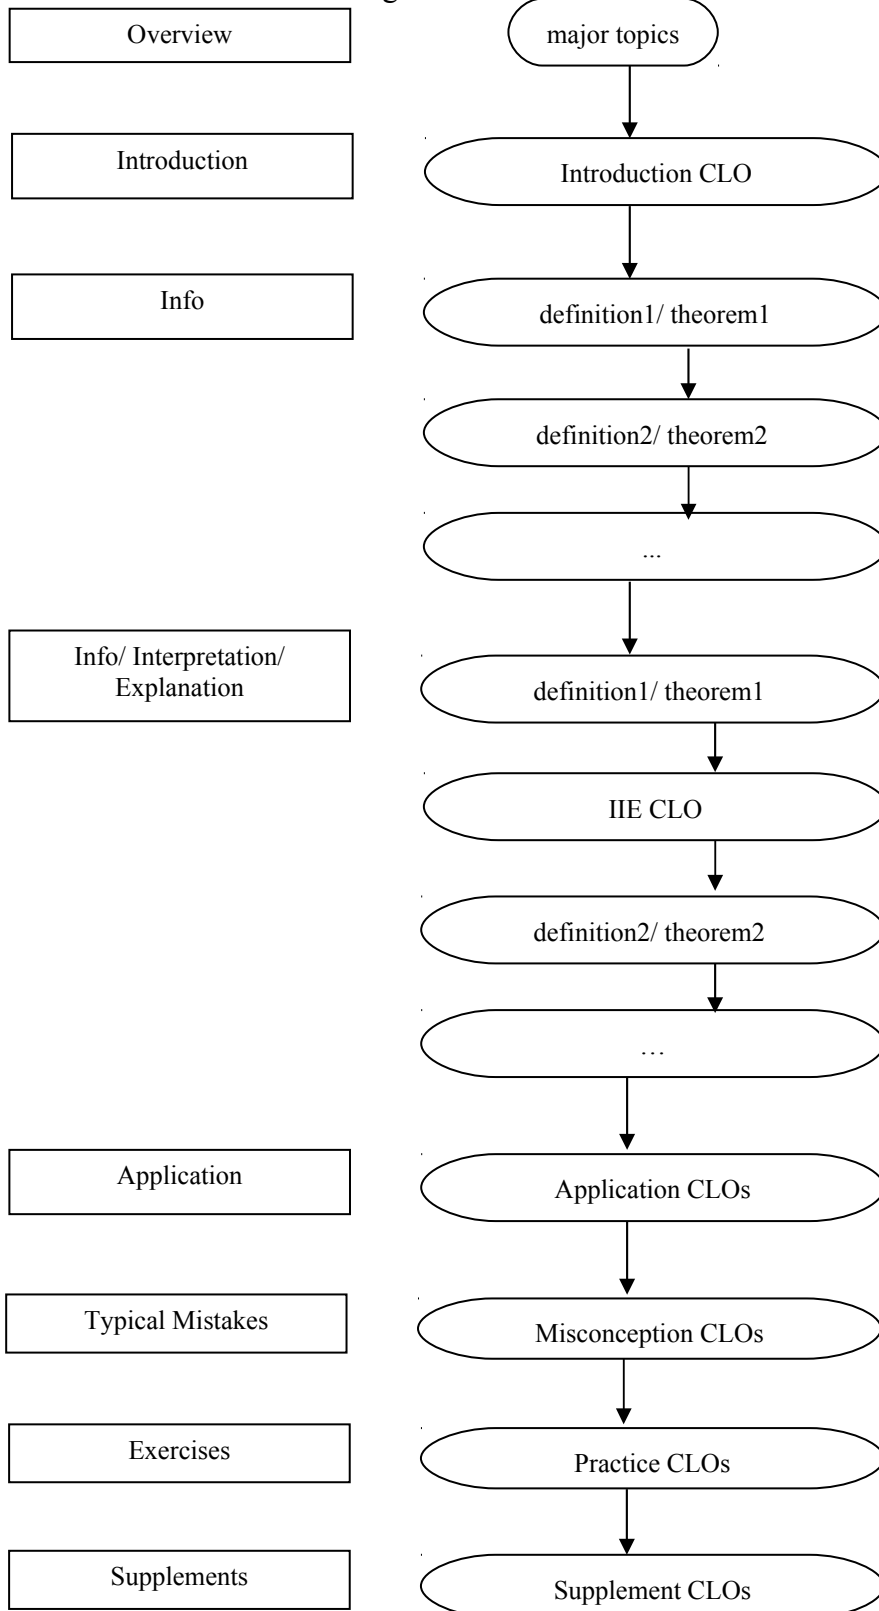 Overview
major topics
Introduction
Introduction CLO
Info
definition1/ theorem1
definition2/ theorem2
...
Info/ Interpretation/
Explanation
definition1/ theorem1
IIE CLO
definition2/ theorem2
…
Application
Application CLOs
Typical Mistakes
Misconception CLOs
Exercises
Practice CLOs
Supplements
Supplement CLOs